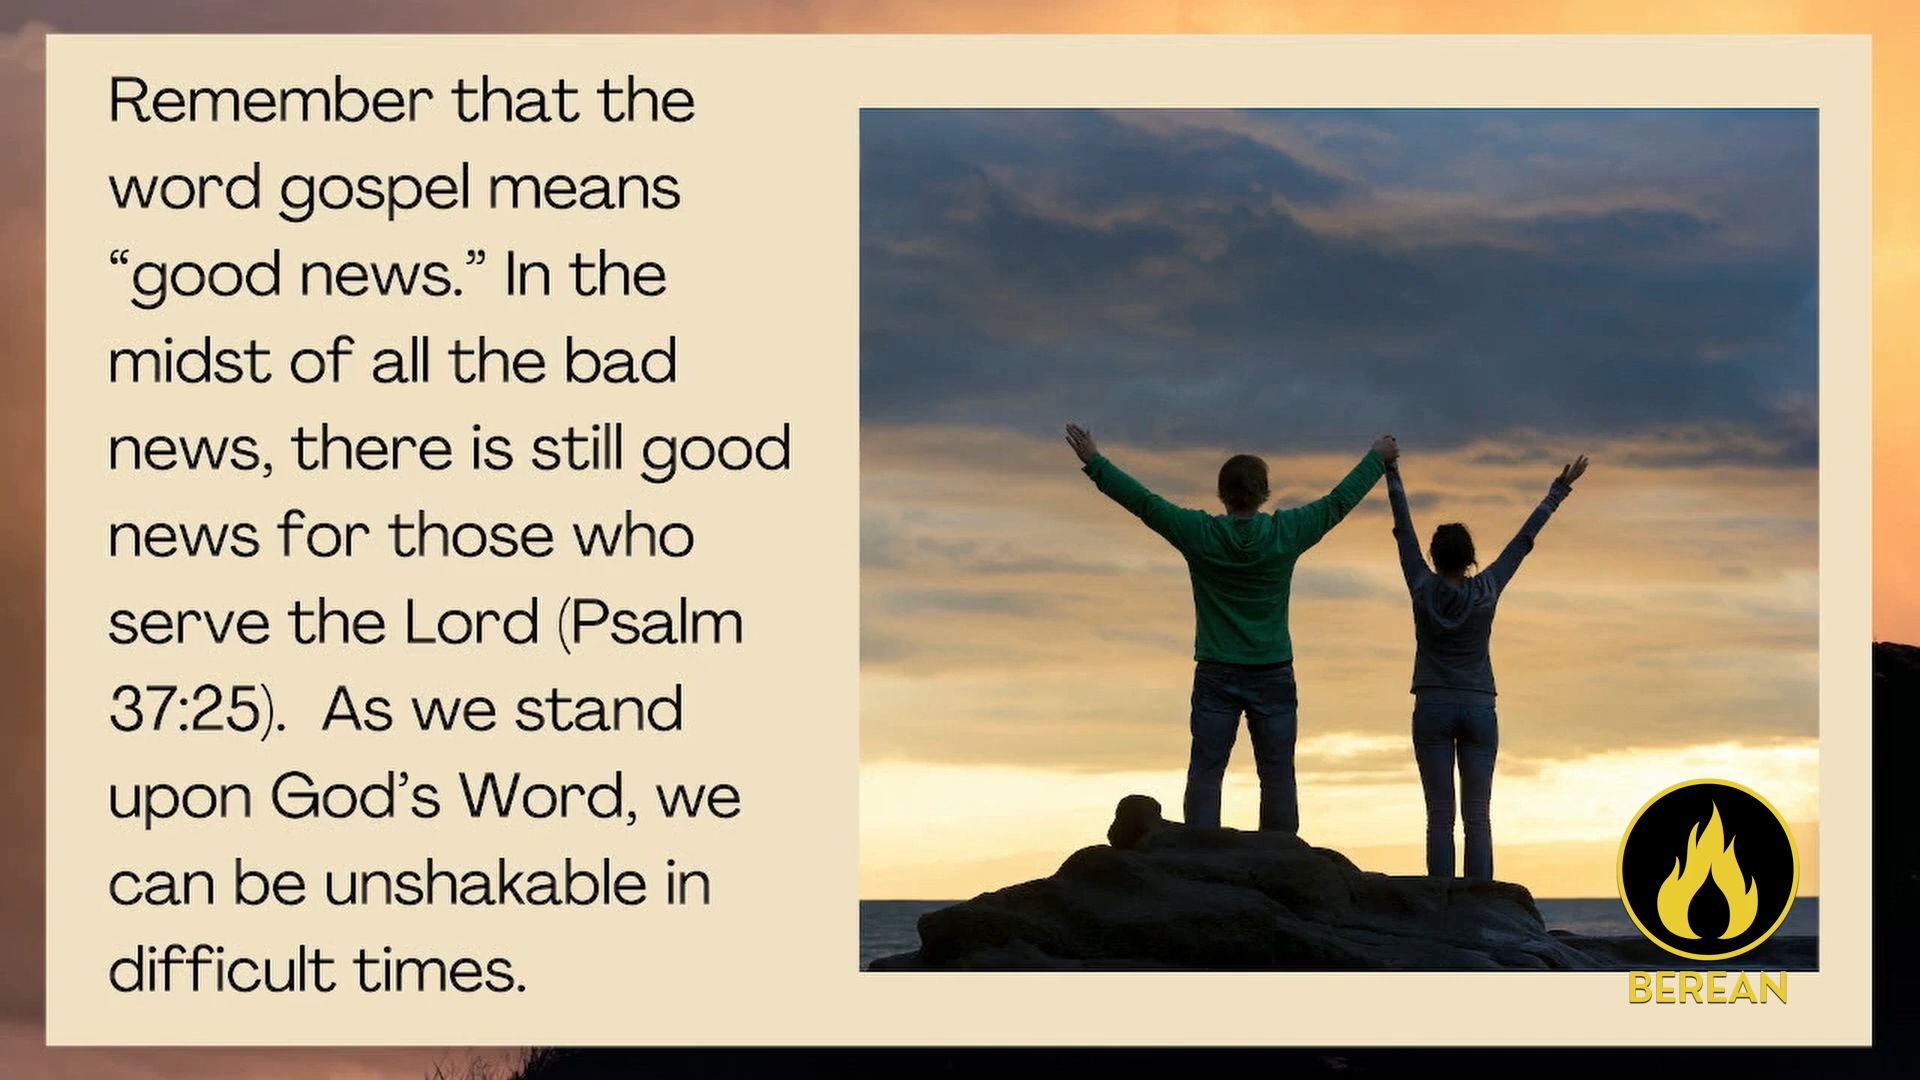 Remember that the
word gospel means
“good news.” In the
midst of all the bad
news, there is still good
news for those who
serve the Lord (Psalm
37:25).  As we stand
upon God’s Word, we
can be unshakable in
difficult times.
BEREAN